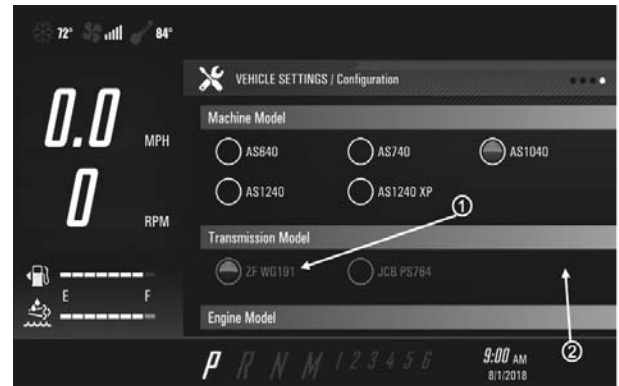 72° 84°
VEHICLE SETTINGS / Configuration
0.0 MPH
0 RPM
Machine Model
AS640 AS740 AS1040
AS1240 AS1240 XP
1
Transmission Model
ZF WG191 JCB PS764
E F
Engine Model
2
P R N M 1 2 3 4 5 6
9:00 AM
8/1/2018